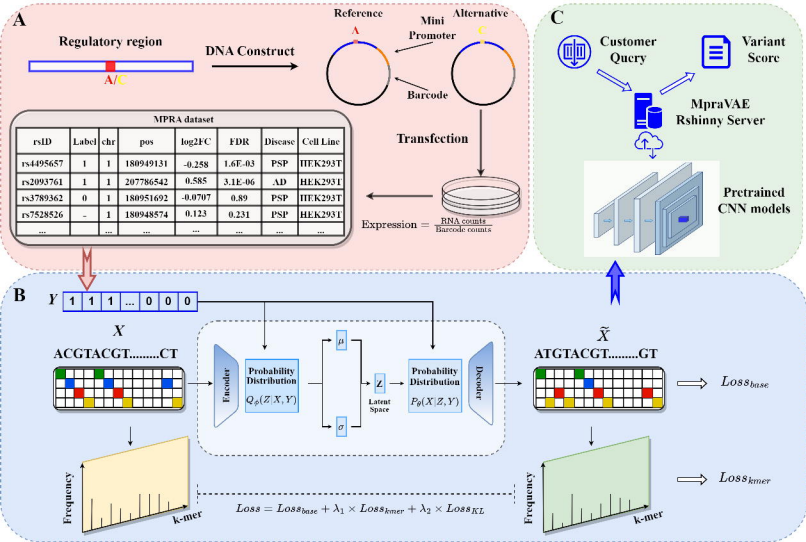 A
Regulatory region
A/C
DNA Construct
Reference
A
Mini
Promoter
Barcode
Alternative
C
Transfection
Expression = RNA counts / Barcode counts
MPRA dataset
rsID Label chr pos log2FC FDR Disease Cell Line
rs4495657 1 1 180949131 -0.258 1.6E-03 PSP HEK293T
rs2093761 1 1 207786542 0.585 3.1E-06 AD HEK293T
rs3789362 0 1 180951692 -0.0707 0.89 PSP HEK293T
rs7528526 - 1 180948574 0.123 0.231 PSP HEK293T
... ... ... ... ... ... ...
C
Customer
Query
Variant
Score
MpraVAE
Rshinny Server
Pretrained
CNN models
B
Y 1 1 1 ... 0 0 0
X
ACGTACGT.........CT
Encoder
Probability
Distribution
Qφ(Z|X,Y)
μ
σ
Z
Latent
Space
Probability
Distribution
Pθ(X|Z,Y)
Decoder
X̃
ATGTACGT.........GT
Loss_base
Frequency
k-mer
Loss = Loss_base + λ₁ × Loss_kmer + λ₂ × Loss_KL
Frequency
k-mer
Loss_kmer